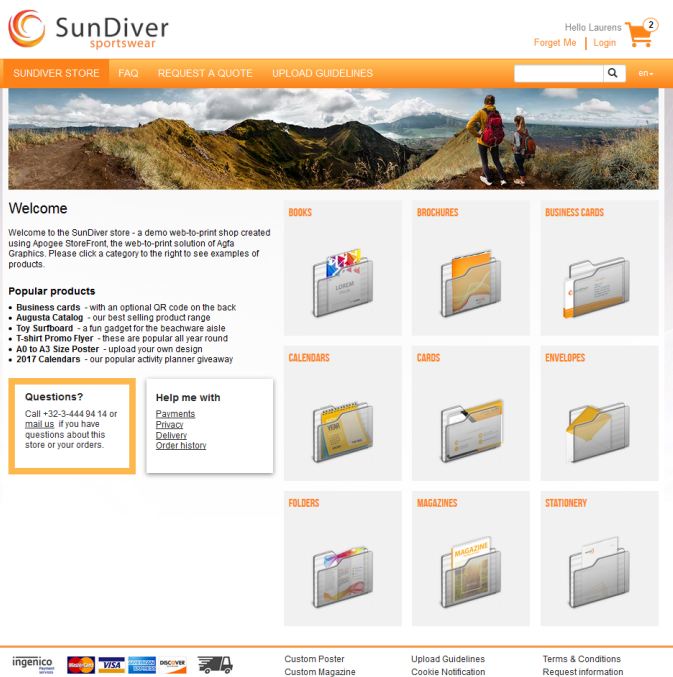 SunDiver
sportswear
Hello Laurens
2
Forget Me | Login
SUNDIVER STORE FAQ REQUEST A QUOTE UPLOAD GUIDELINES en
Welcome
Welcome to the SunDiver store - a demo web-to-print shop created
using Apogee StoreFront, the web-to-print solution of Agfa
Graphics. Please click a category to the right to see examples of
products.
Popular products
• Business cards - with an optional QR code on the back
• Augusta Catalog - our best selling product range
• Toy Surfboard - a fun gadget for the beachware aisle
• T-shirt Promo Flyer - these are popular all year round
• A0 to A3 Size Poster - upload your own design
• 2017 Calendars - our popular activity planner giveaway
Questions?
Call +32-3-444 94 14 or
mail us if you have
questions about this
store or your orders.
Help me with
Payments
Privacy
Delivery
Order history
BOOKS
LOREM
BROCHURES
BUSINESS CARDS
CALENDARS
CARDS
ENVELOPES
FOLDERS
MAGAZINES
MAGAZINE
STATIONERY
ingenico
Payment
services
MasterCard
VISA
AMERICAN
EXPRESS
DISCOVER
Custom Poster
Custom Magazine
Upload Guidelines
Cookie Notification
Terms & Conditions
Request information